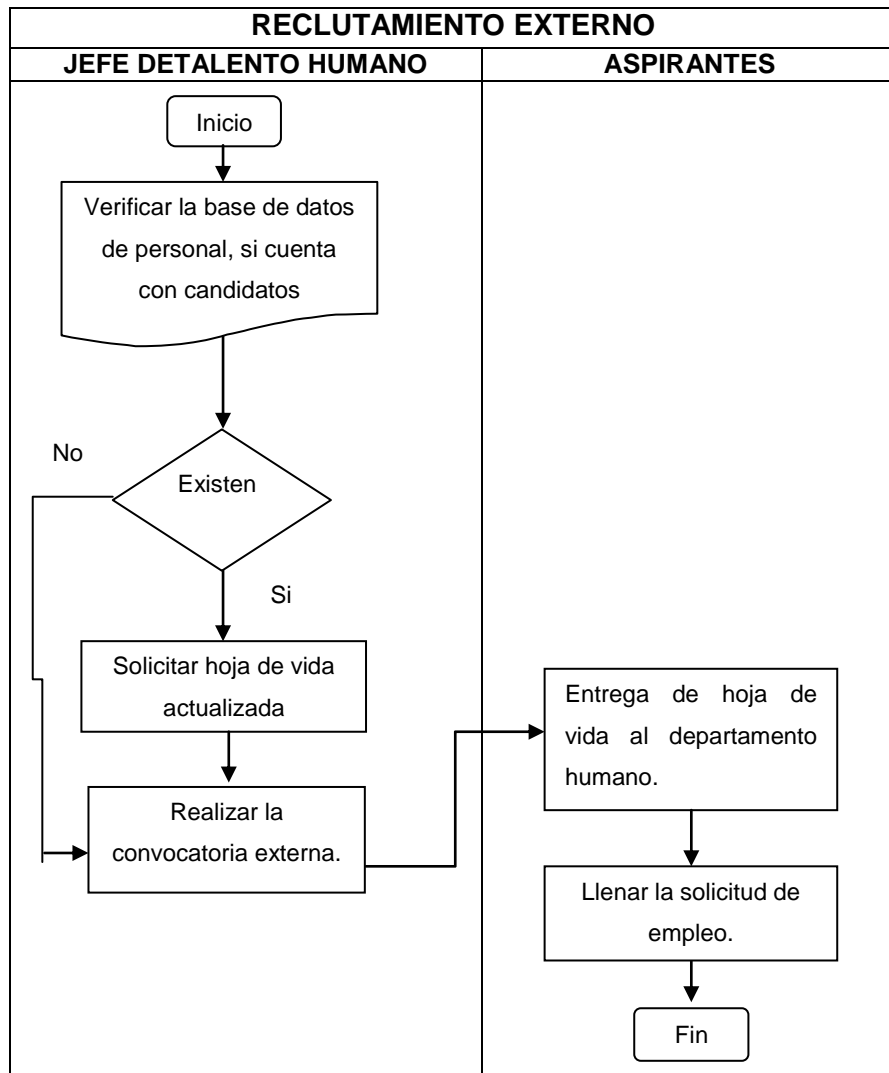 RECLUTAMIENTO EXTERNO
JEFE DETALENTO HUMANO
ASPIRANTES
Inicio
Verificar la base de datos
de personal, si cuenta
con candidatos
No
Existen
Si
Solicitar hoja de vida
actualizada
Realizar la
convocatoria externa.
Entrega de hoja de
vida al departamento
humano.
Llenar la solicitud de
empleo.
Fin